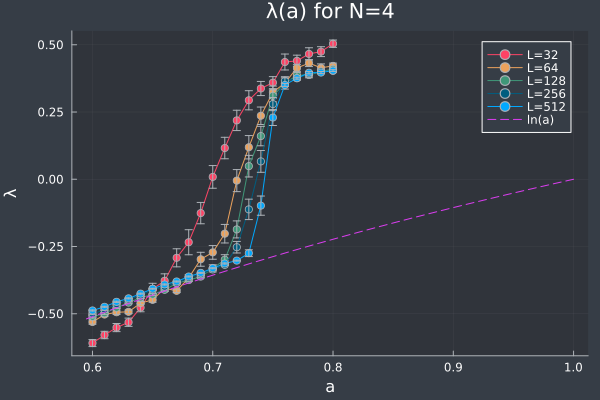 λ(a) for N=4
0.50
0.25
0.00
−0.25
−0.50
λ
L=32
L=64
L=128
L=256
L=512
ln(a)
0.6 0.7 0.8 0.9 1.0
a